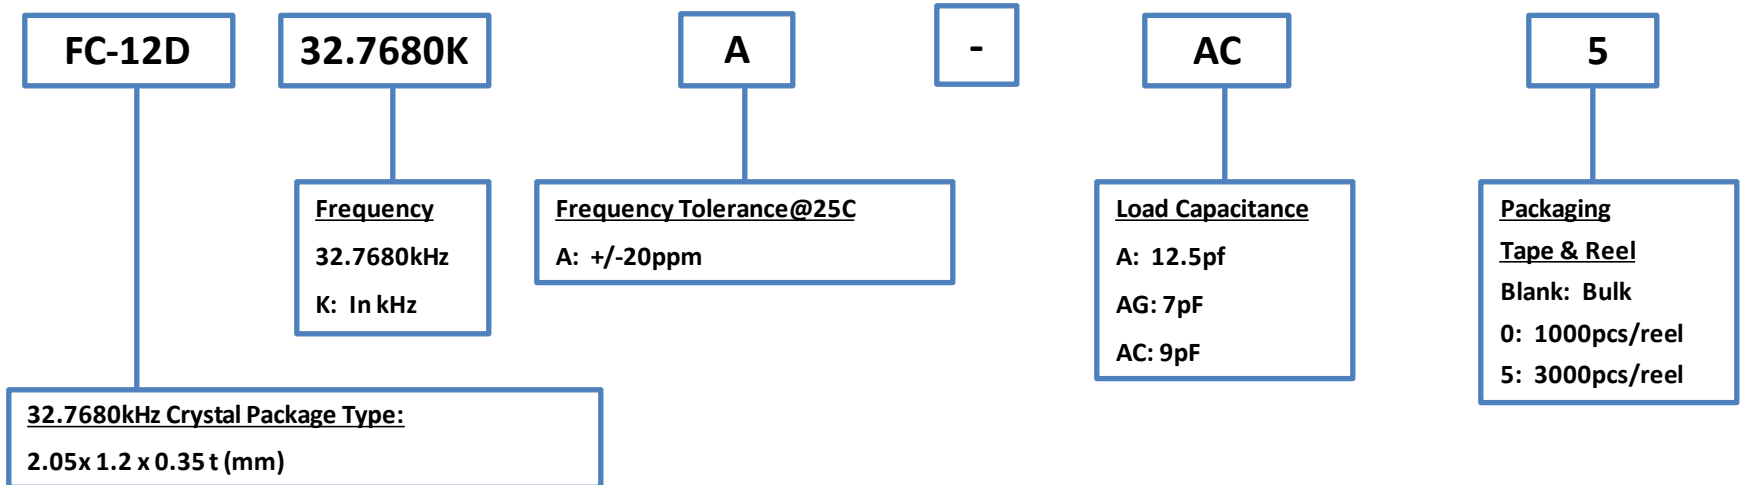 FC-12D
32.7680K
A
-
AC
5
Frequency
32.7680kHz
K: In kHz
Frequency Tolerance@25C
A: +/-20ppm
Load Capacitance
A: 12.5pf
AG: 7pF
AC: 9pF
Packaging
Tape & Reel
Blank: Bulk
0: 1000pcs/reel
5: 3000pcs/reel
32.7680kHz Crystal Package Type:
2.05x 1.2 x 0.35 t (mm)